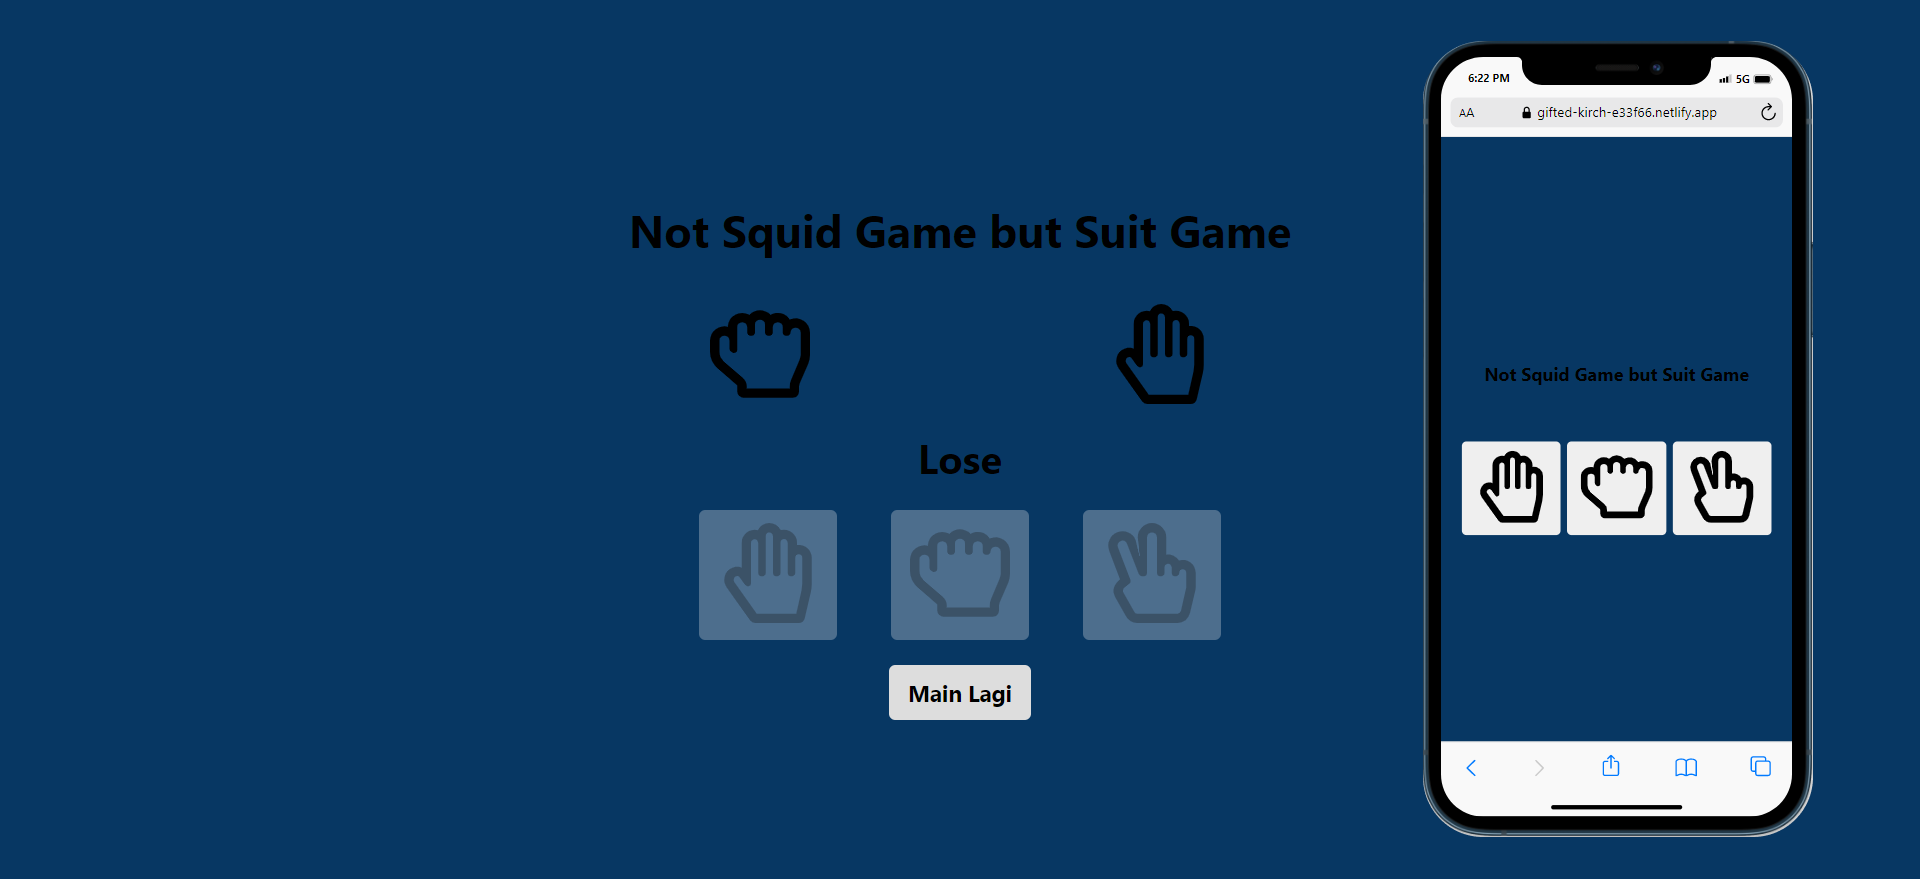 Not Squid Game but Suit Game
Lose
Main Lagi
6:22 PM
5G
AA
gifted-kirch-e33f66.netlify.app
Not Squid Game but Suit Game